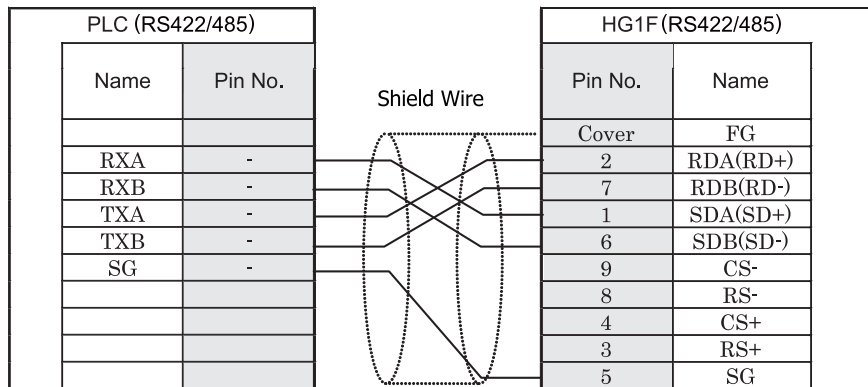 PLC (RS422/485) HG1F(RS422/485)
Name Pin No. Shield Wire Pin No. Name
Cover FG
RXA - 2 RDA(RD+)
RXB - 7 RDB(RD-)
TXA - 1 SDA(SD+)
TXB - 6 SDB(SD-)
SG - 9 CS-
8 RS-
4 CS+
3 RS+
5 SG